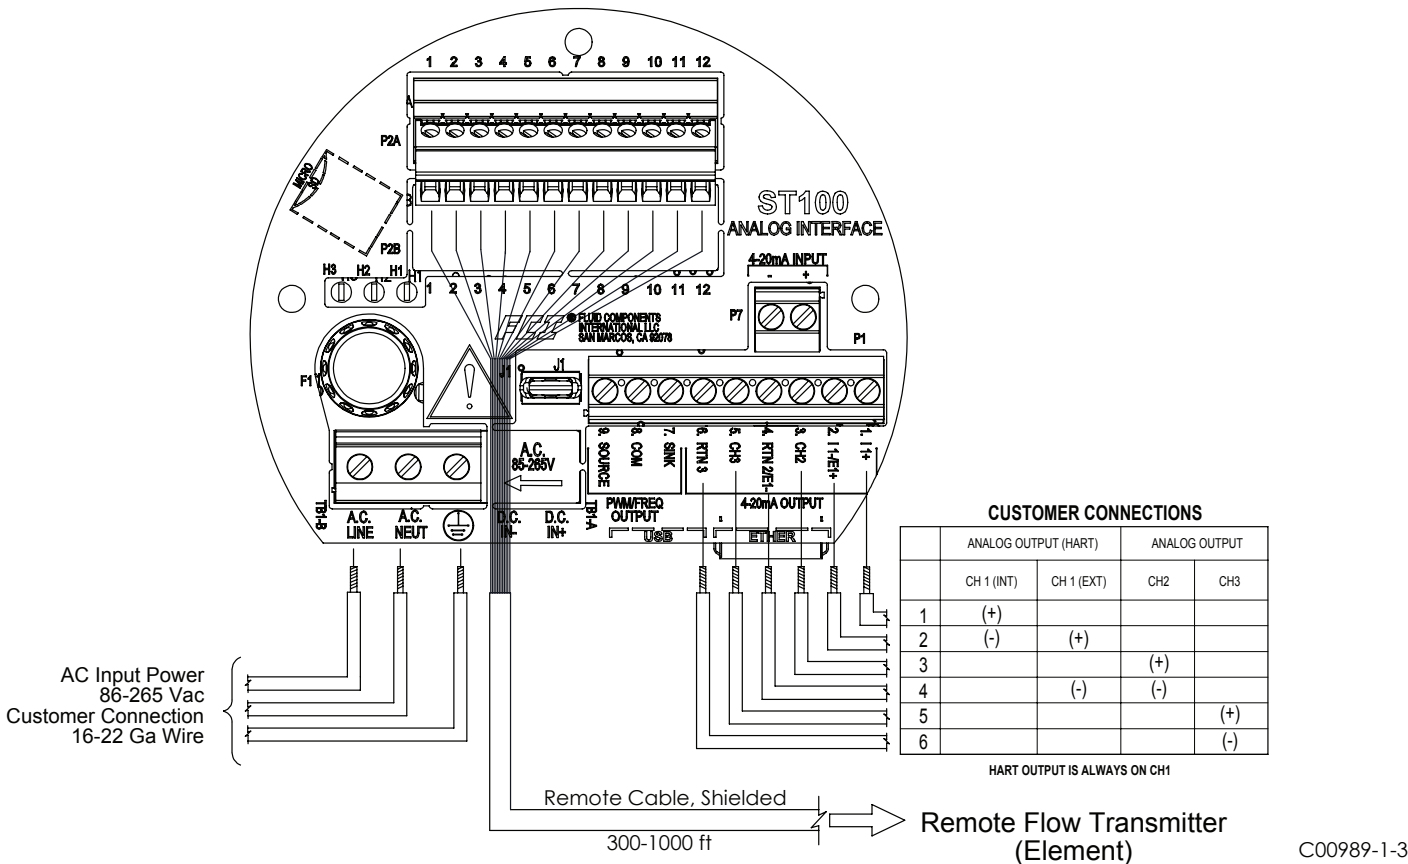 1 2 3 4 5 6 7 8 9 10 11 12
A
P2A
MICRO
SD
B
ST100
ANALOG INTERFACE
P2B
4-20mA INPUT
- +
H3 H2 H1
H2 H1
1 2 3 4 5 6 7 8 9 10 11 12
P7
FCI ® FLUID COMPONENTS
INTERNATIONAL LLC
SAN MARCOS, CA 92078
P1
F1
!
J1 J1
9. SOURCE
8. COM
7. SINK
6. RTN 3
5. CH3
4. RTN 2/E1-
3. CH2
2. I1-/E1+
1. I1+
A.C.
85-265V
TB1-B
A.C.
LINE
A.C.
NEUT
D.C.
IN-
D.C.
IN+
TB1-A
PWM/FREQ
OUTPUT
4-20mA OUTPUT
USB
ETHER
CUSTOMER CONNECTIONS
ANALOG OUTPUT (HART) ANALOG OUTPUT
CH 1 (INT) CH 1 (EXT) CH2 CH3
1 (+)
2 (-) (+)
3 (+)
4 (-) (-)
5 (+)
6 (-)
HART OUTPUT IS ALWAYS ON CH1
AC Input Power
86-265 Vac
Customer Connection
16-22 Ga Wire
Remote Cable, Shielded
300-1000 ft
Remote Flow Transmitter
(Element)
C00989-1-3